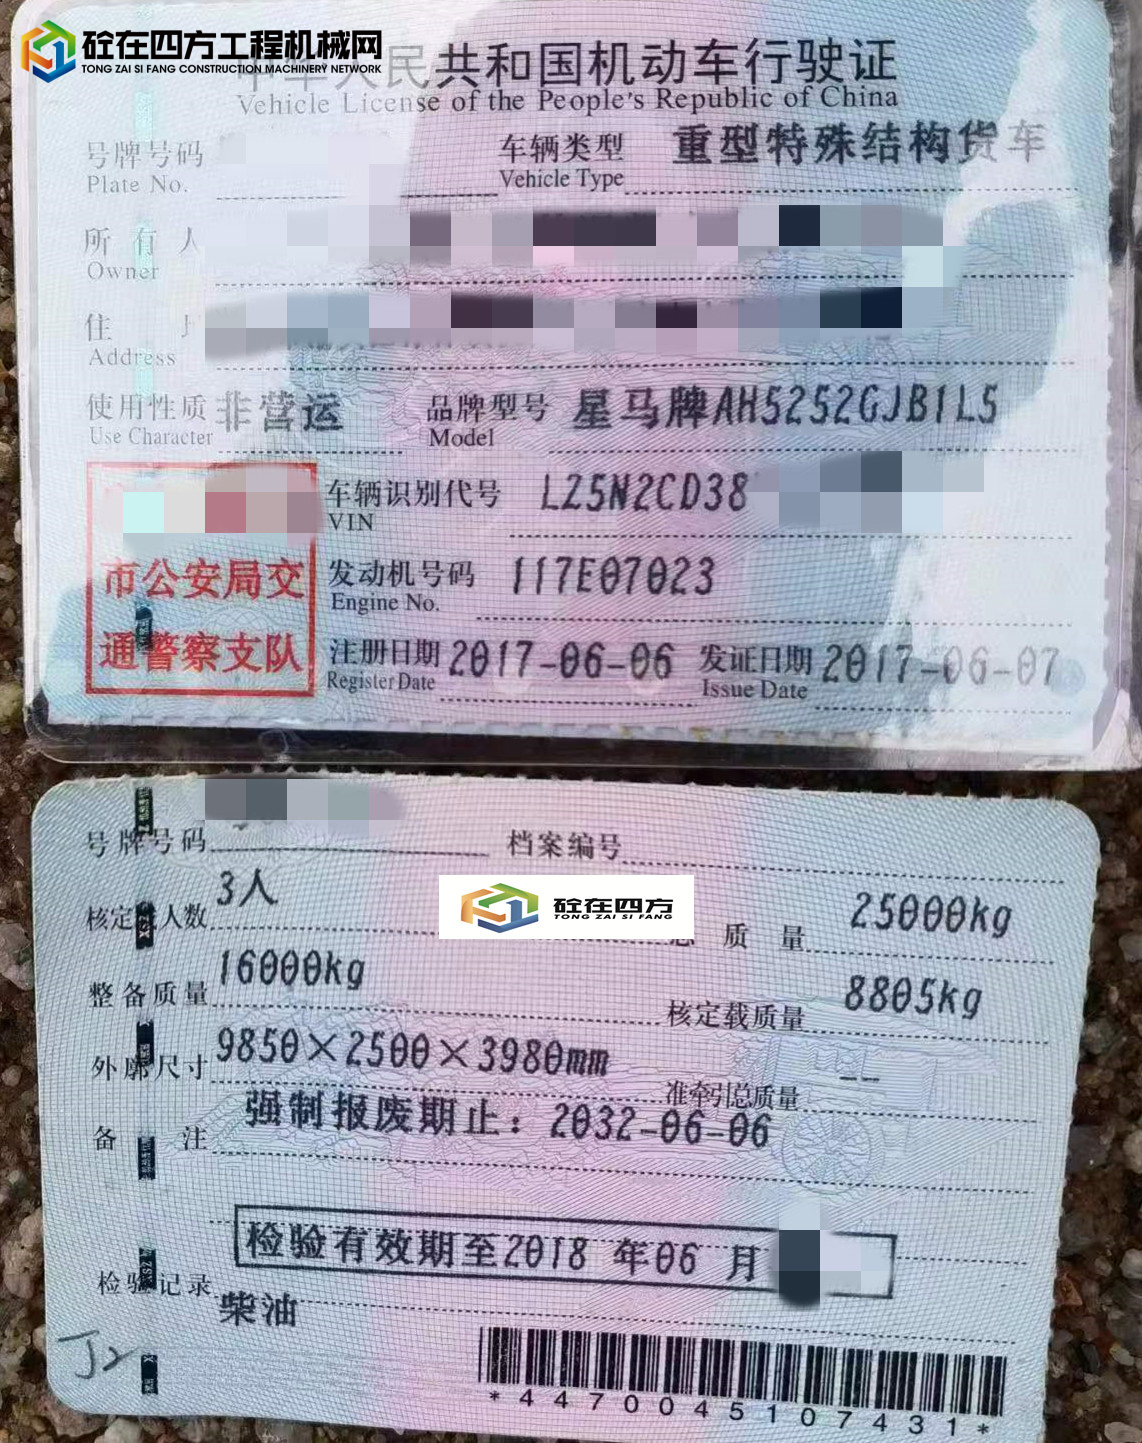 砼在四方工程机械网
TONG ZAI SI FANG CONSTRUCTION MACHINERY NETWORK
中华人民共和国机动车行驶证
Vehicle License of the People's Republic of China
号牌号码
Plate No.
车辆类型 重型特殊结构货车
Vehicle Type
所有人
Owner
住
Address
使用性质 非营运
Use Character
品牌型号 星马牌AH5252GJB1L5
Model
市公安局交
通警察支队
车辆识别代号 LZ5N2CD38
VIN
发动机号码 117E07023
Engine No.
注册日期 2017-06-06
Register Date
发证日期 2017-06-07
Issue Date
号牌号码
档案编号
核定人数 3人
砼在四方
TONG ZAI SI FANG
质量 25000kg
整备质量 16000kg
核定载质量 8805kg
外廓尺寸 9850×2500×3980mm
准牵引总质量 --
备注 强制报废期止：2032-06-06
检验有效期至2018 年06 月
检验记录
柴油
*4470045107431*